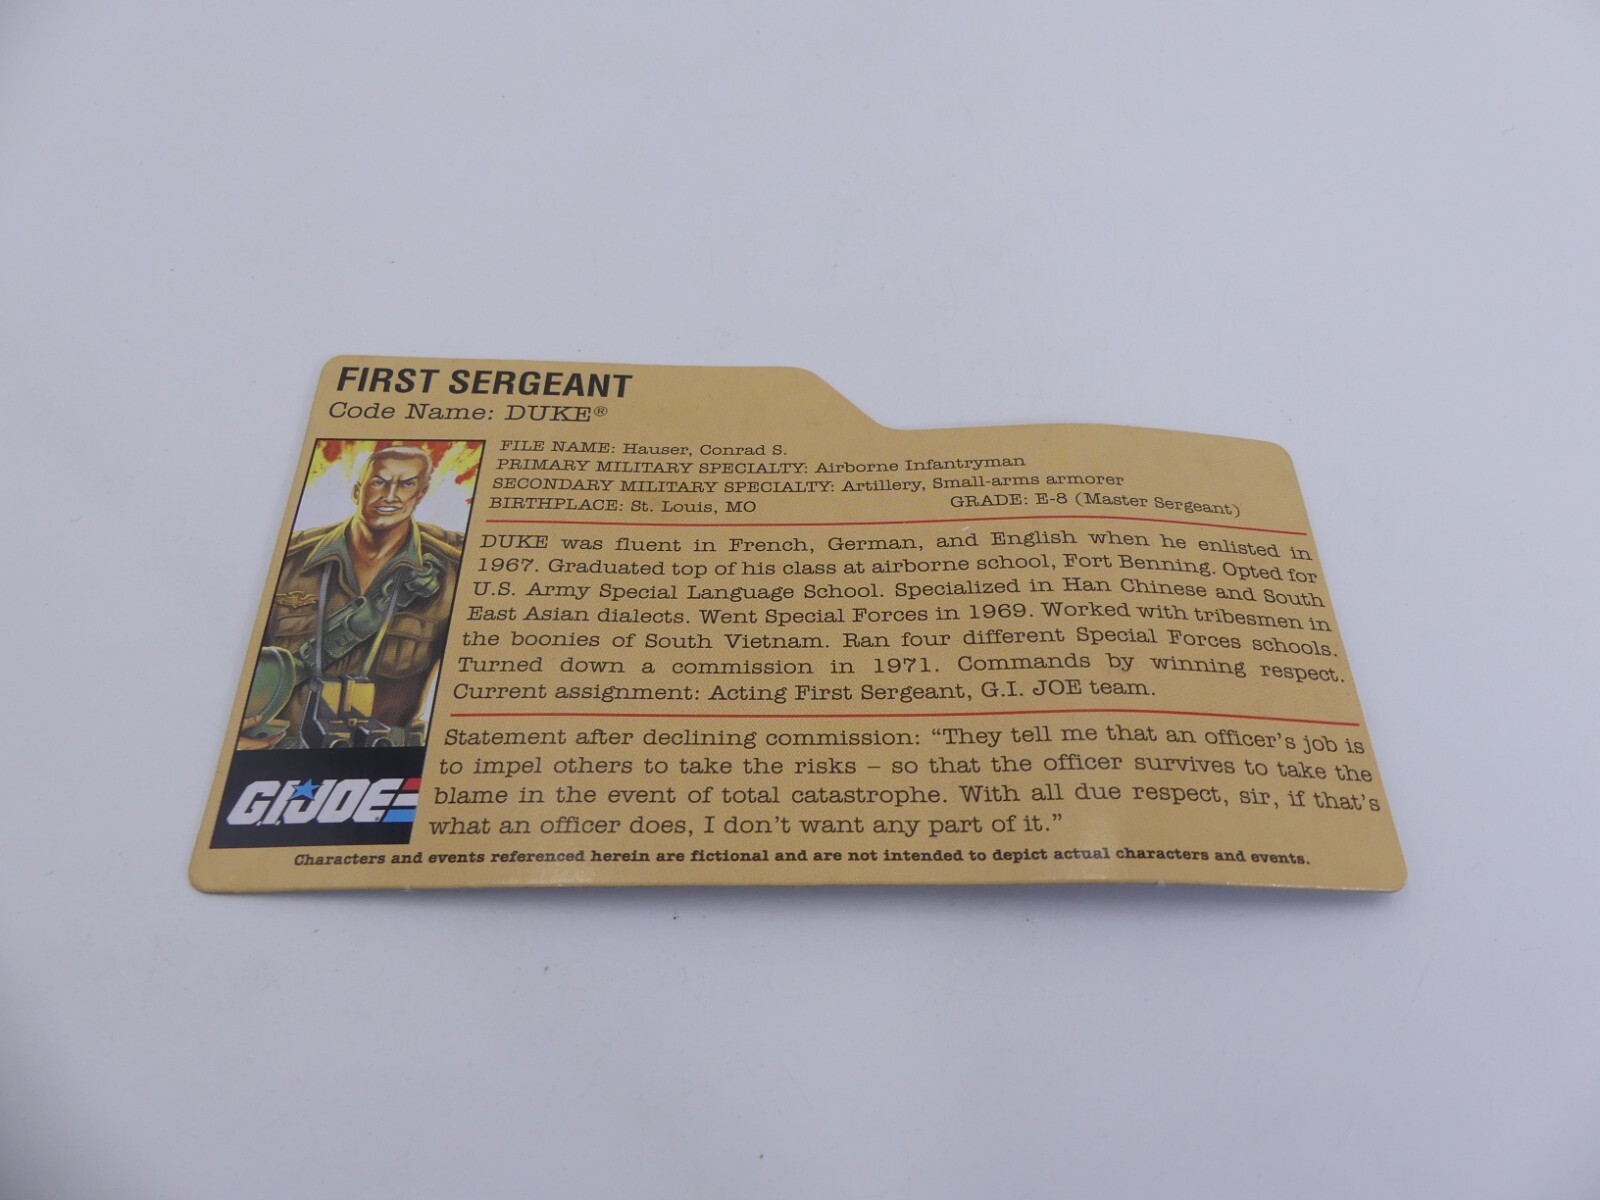 FIRST SERGEANT
Code Name: DUKE®
FILE NAME: Hauser, Conrad S.
PRIMARY MILITARY SPECIALTY: Airborne Infantryman
SECONDARY MILITARY SPECIALTY: Artillery, Small-arms armorer
BIRTHPLACE: St. Louis, MO GRADE: E-8 (Master Sergeant)
DUKE was fluent in French, German, and English when he enlisted in
1967. Graduated top of his class at airborne school, Fort Benning. Opted for
U.S. Army Special Language School. Specialized in Han Chinese and South
East Asian dialects. Went Special Forces in 1969. Worked with tribesmen in
the boonies of South Vietnam. Ran four different Special Forces schools.
Turned down a commission in 1971. Commands by winning respect.
Current assignment: Acting First Sergeant, G.I. JOE team.
Statement after declining commission: “They tell me that an officer’s job is
to impel others to take the risks – so that the officer survives to take the
blame in the event of total catastrophe. With all due respect, sir, if that’s
what an officer does, I don’t want any part of it.”
G.I. JOE
Characters and events referenced herein are fictional and are not intended to depict actual characters and events.